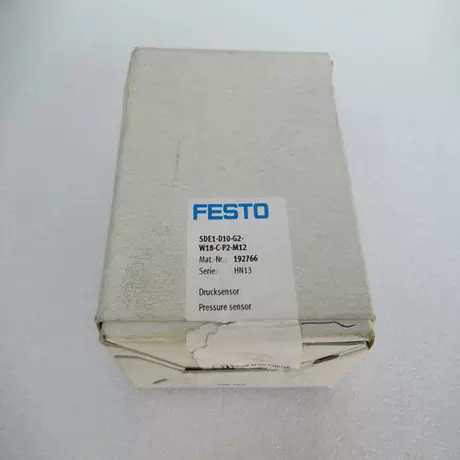 FESTO
SDE1-D10-G2-
W18-C-P2-M12
Mat.-Nr.: 192766
Serie: HN13
Drucksensor
Pressure sensor